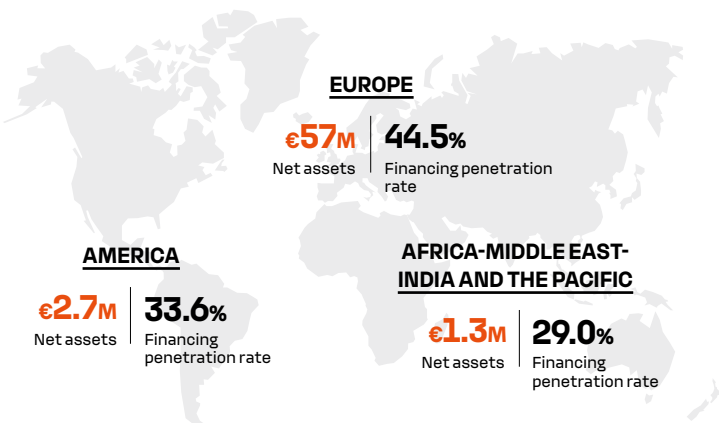 EUROPE
€57M
Net assets
44.5%
Financing penetration
rate
AMERICA
€2.7M
Net assets
33.6%
Financing
penetration rate
AFRICA-MIDDLE EAST-
INDIA AND THE PACIFIC
€1.3M
Net assets
29.0%
Financing
penetration rate